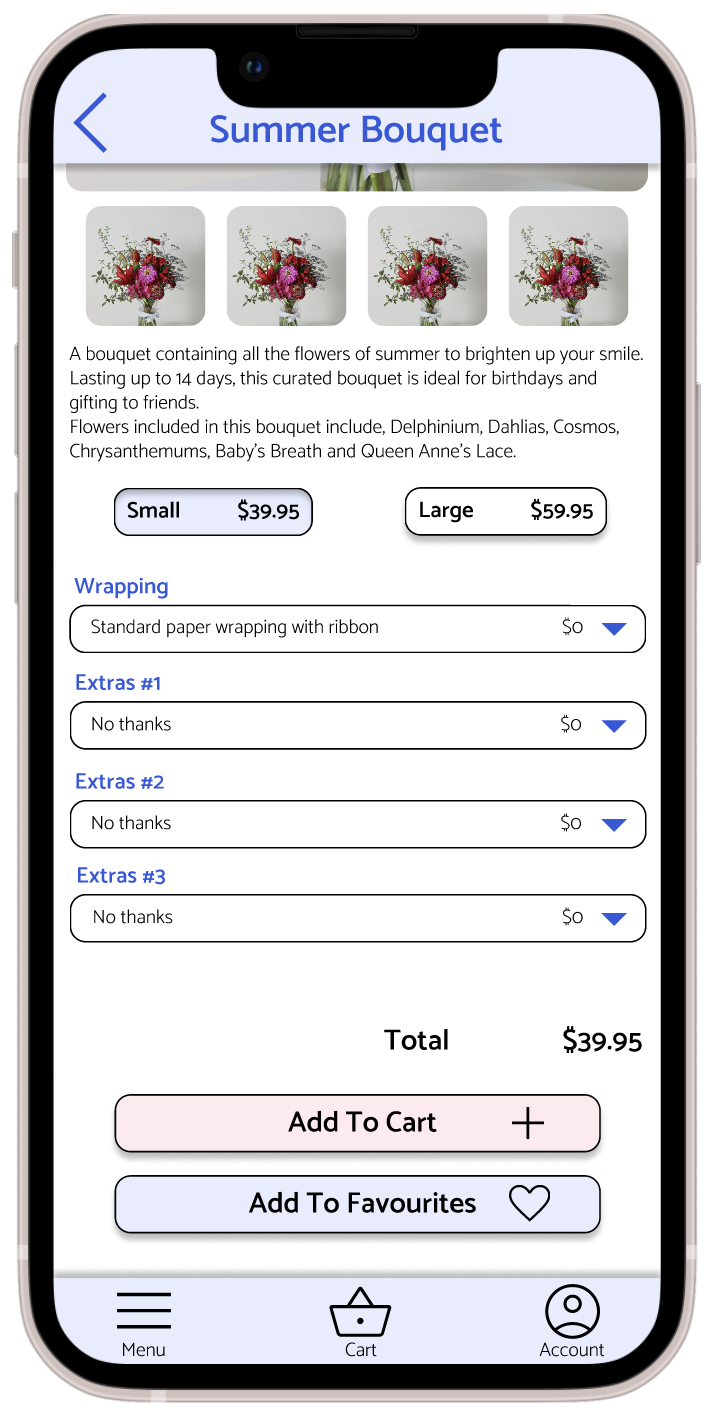 Summer Bouquet
A bouquet containing all the flowers of summer to brighten up your smile.
Lasting up to 14 days, this curated bouquet is ideal for birthdays and
gifting to friends.
Flowers included in this bouquet include, Delphinium, Dahlias, Cosmos,
Chrysanthemums, Baby's Breath and Queen Anne's Lace.
Small $39.95 Large $59.95
Wrapping
Standard paper wrapping with ribbon $0
Extras #1
No thanks $0
Extras #2
No thanks $0
Extras #3
No thanks $0
Total $39.95
Add To Cart
Add To Favourites
Menu Cart Account